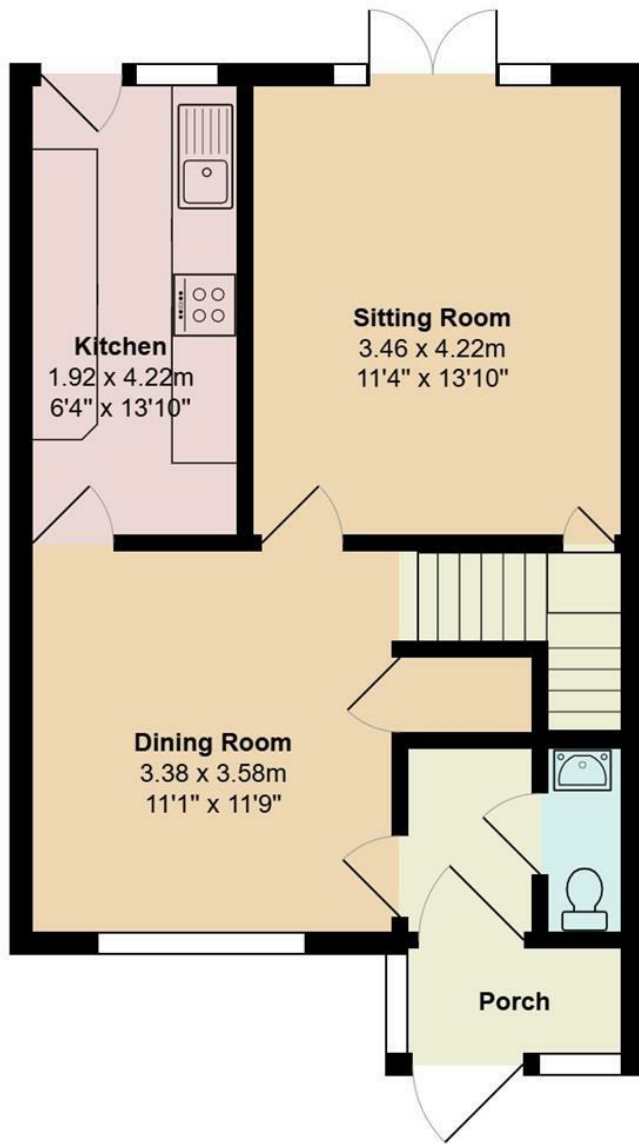 Kitchen
1.92 x 4.22m
6'4" x 13'10"
Sitting Room
3.46 x 4.22m
11'4" x 13'10"
Dining Room
3.38 x 3.58m
11'1" x 11'9"
Porch